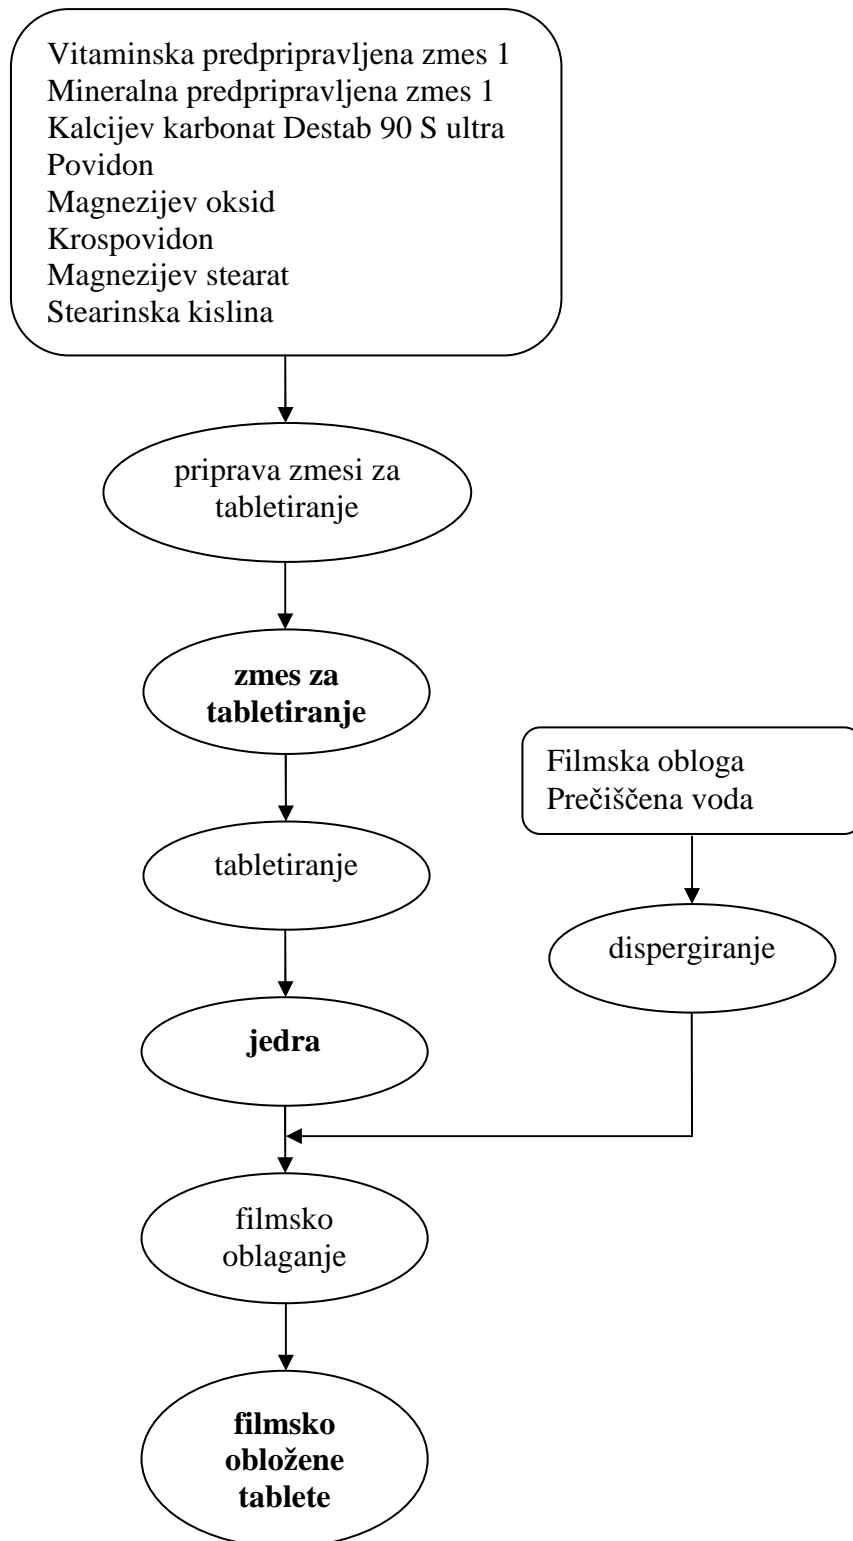 Vitaminska predpripravljena zmes 1
Mineralna predpripravljena zmes 1
Kalcijev karbonat Destab 90 S ultra
Povidon
Magnezijev oksid
Krospovidon
Magnezijev stearat
Stearinska kislina
priprava zmesi za
tabletiranje
zmes za
tabletiranje
Filmska obloga
Prečiščena voda
tabletiranje
dispergiranje
jedra
filmsko
oblaganje
filmsko
obložene
tablete